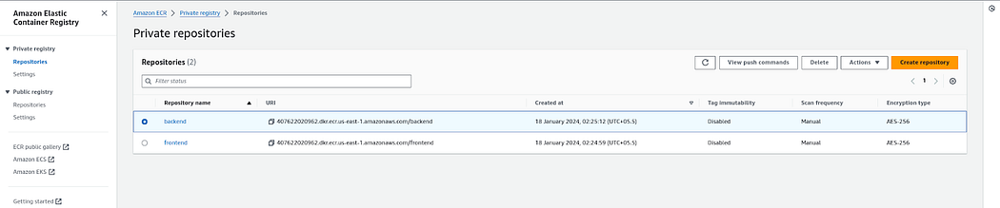 Amazon Elastic
Container Registry
Private registry
Repositories
Settings
Public registry
Repositories
Settings
ECR public gallery
Amazon ECS
Amazon EKS
Getting started
Amazon ECR > Private registry > Repositories
Private repositories
Repositories (2)
View push commands
Delete
Actions
Create repository
Filter status
1
Repository name URI Created at Tag immutability Scan frequency Encryption type
backend 407622020962.dkr.ecr.us-east-1.amazonaws.com/backend 18 January 2024, 02:25:12 (UTC+05.5) Disabled Manual AES-256
frontend 407622020962.dkr.ecr.us-east-1.amazonaws.com/frontend 18 January 2024, 02:24:59 (UTC+05.5) Disabled Manual AES-256